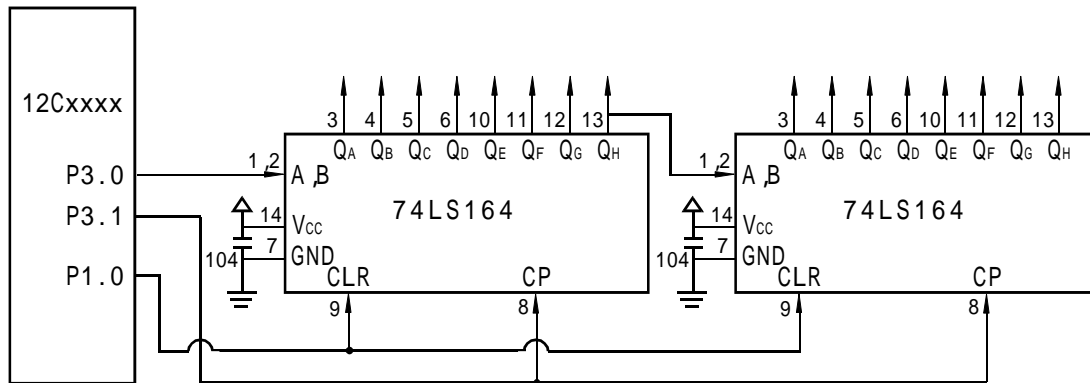 12Cxxxx
P3.0
P3.1
P1.0
3 4 5 6 10 11 12 13
QA QB QC QD QE QF QG QH
1,2
A,B
74LS164
14
Vcc
7
GND
104
CLR
CP
9
8
3 4 5 6 10 11 12 13
QA QB QC QD QE QF QG QH
1,2
A,B
74LS164
14
Vcc
7
GND
104
CLR
CP
9
8